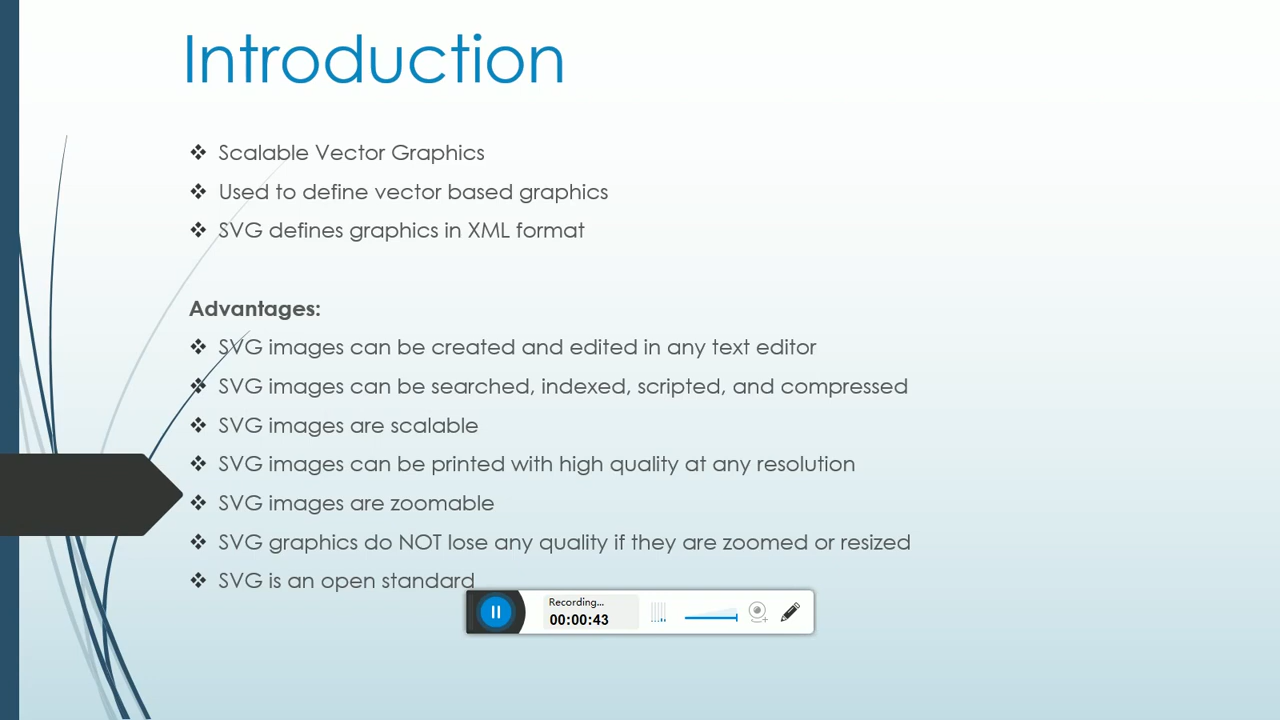 Introduction
❖ Scalable Vector Graphics
❖ Used to define vector based graphics
❖ SVG defines graphics in XML format
Advantages:
❖ SVG images can be created and edited in any text editor
❖ SVG images can be searched, indexed, scripted, and compressed
❖ SVG images are scalable
❖ SVG images can be printed with high quality at any resolution
❖ SVG images are zoomable
❖ SVG graphics do NOT lose any quality if they are zoomed or resized
❖ SVG is an open standard
Recording...
00:00:43